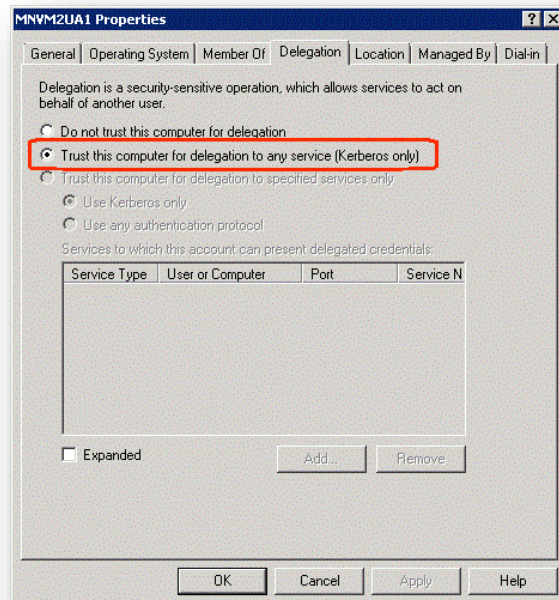 MNVM2UA1 Properties
General Operating System Member Of Delegation Location Managed By Dial-in
Delegation is a security-sensitive operation, which allows services to act on
behalf of another user.
Do not trust this computer for delegation
Trust this computer for delegation to any service (Kerberos only)
Trust this computer for delegation to specified services only
Use Kerberos only
Use any authentication protocol
Services to which this account can present delegated credentials:
Service Type User or Computer Port Service N
Expanded Add... Remove
OK Cancel Apply Help